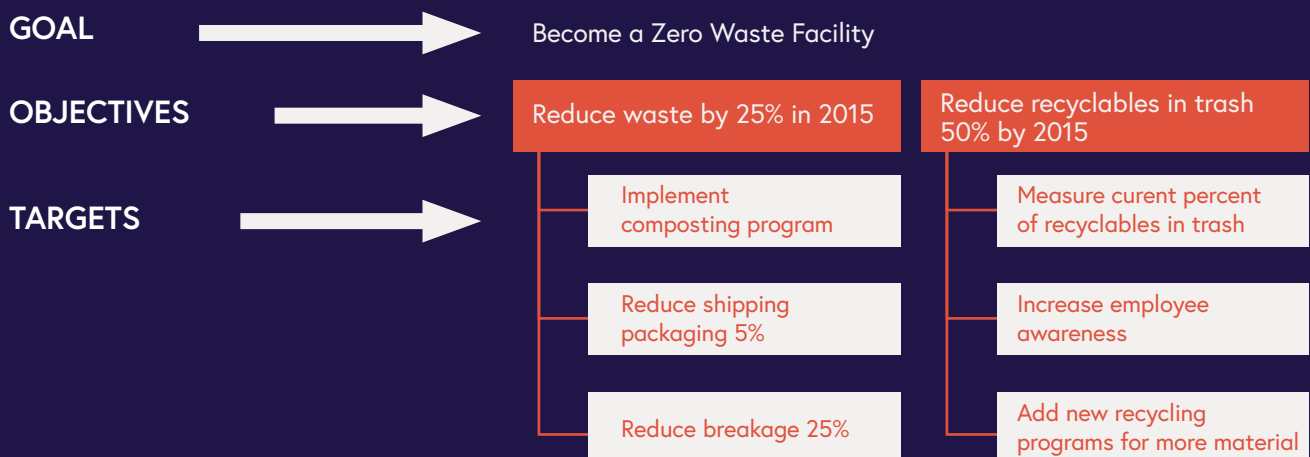 GOAL
Become a Zero Waste Facility
OBJECTIVES
Reduce waste by 25% in 2015
Reduce recyclables in trash
50% by 2015
TARGETS
Implement
composting program
Reduce shipping
packaging 5%
Reduce breakage 25%
Measure curent percent
of recyclables in trash
Increase employee
awareness
Add new recycling
programs for more material